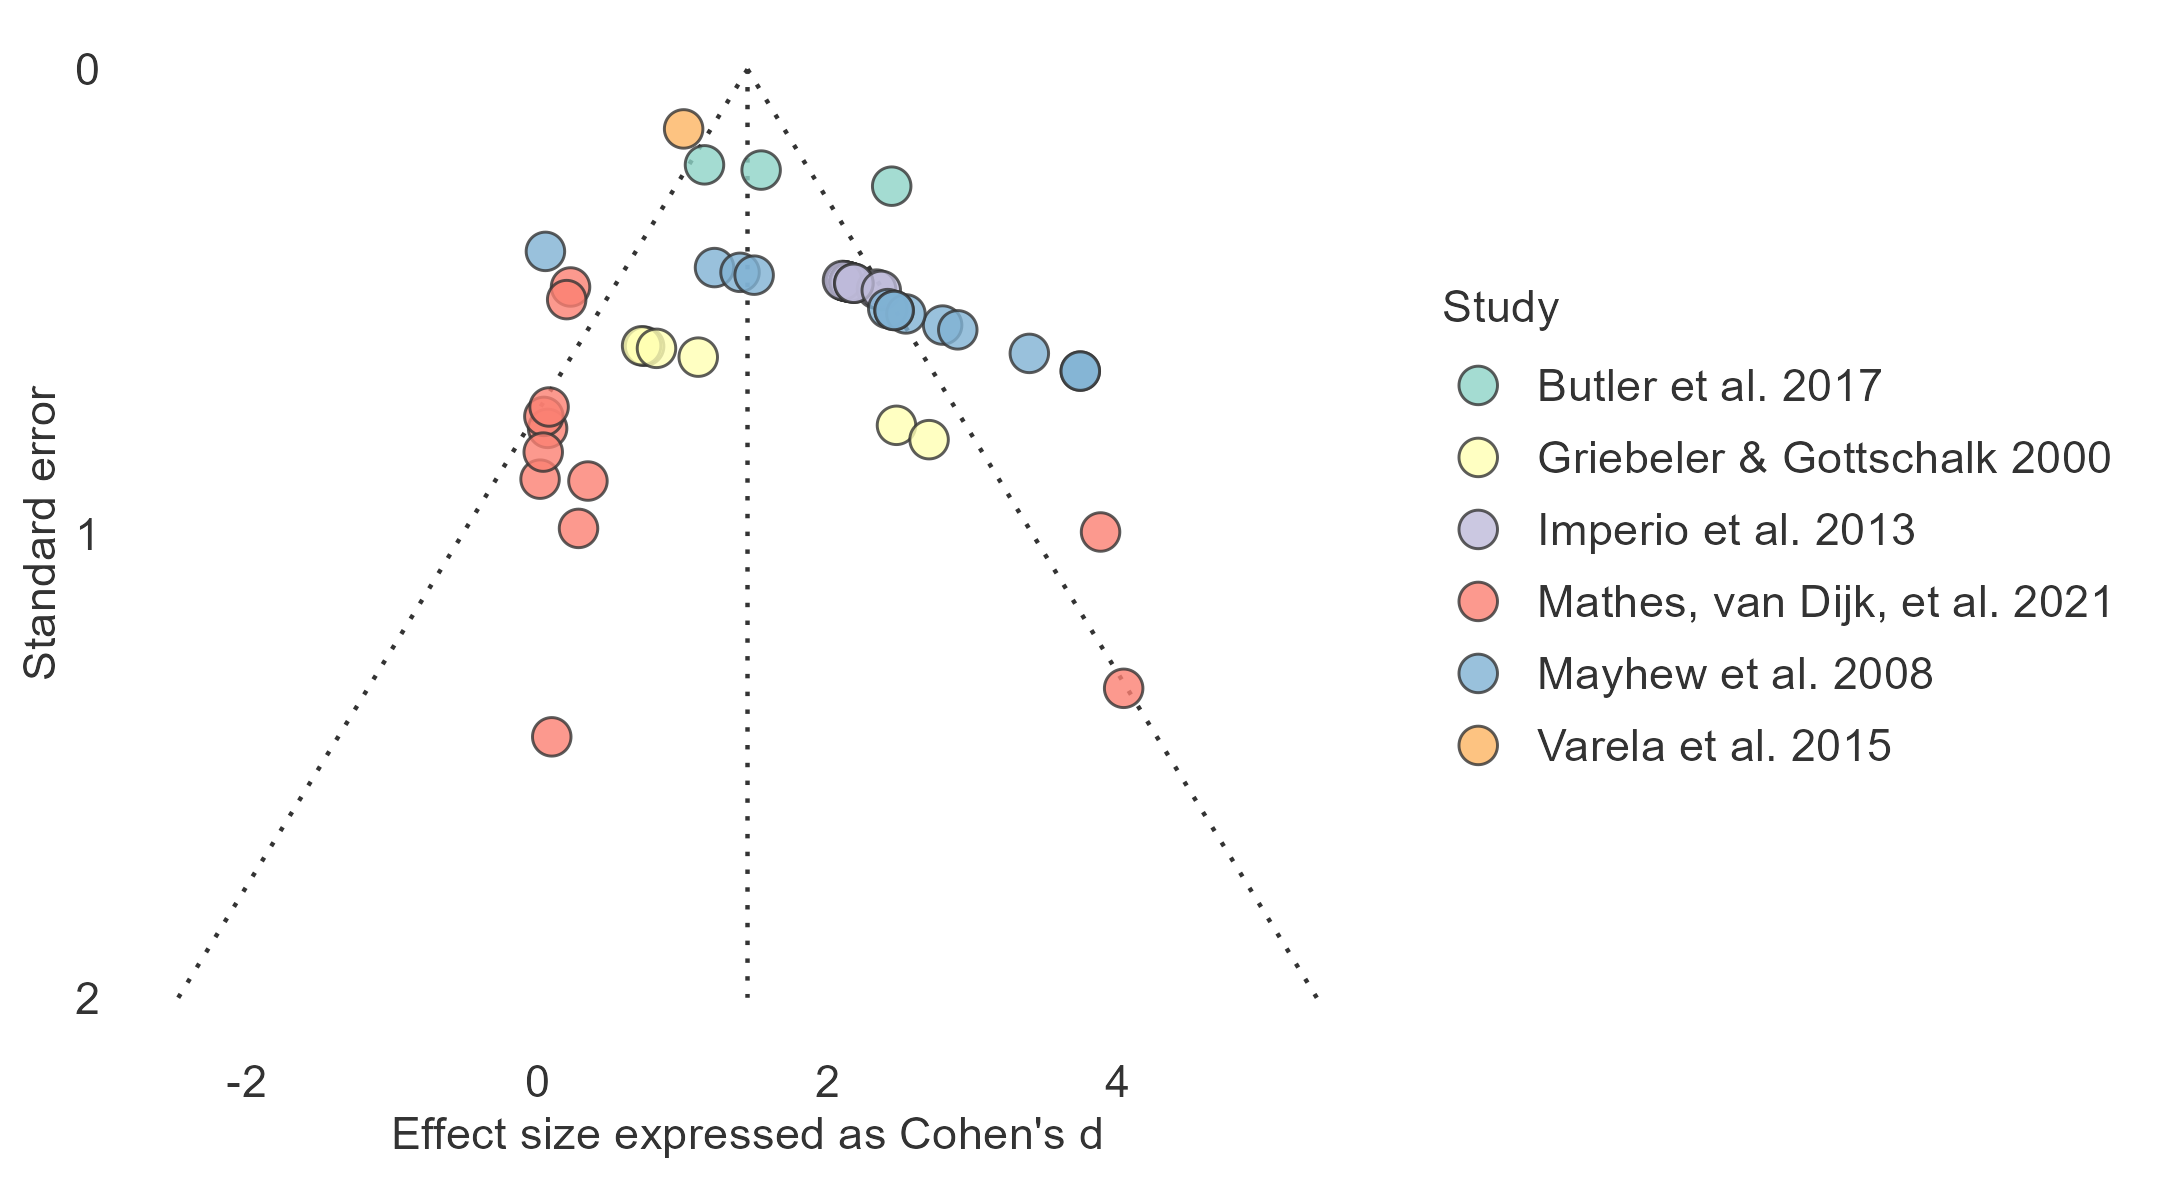 0
1
2
Standard error
-2
0
2
4
Effect size expressed as Cohen's d
Study
Butler et al. 2017
Griebeler & Gottschalk 2000
Imperio et al. 2013
Mathes, van Dijk, et al. 2021
Mayhew et al. 2008
Varela et al. 2015